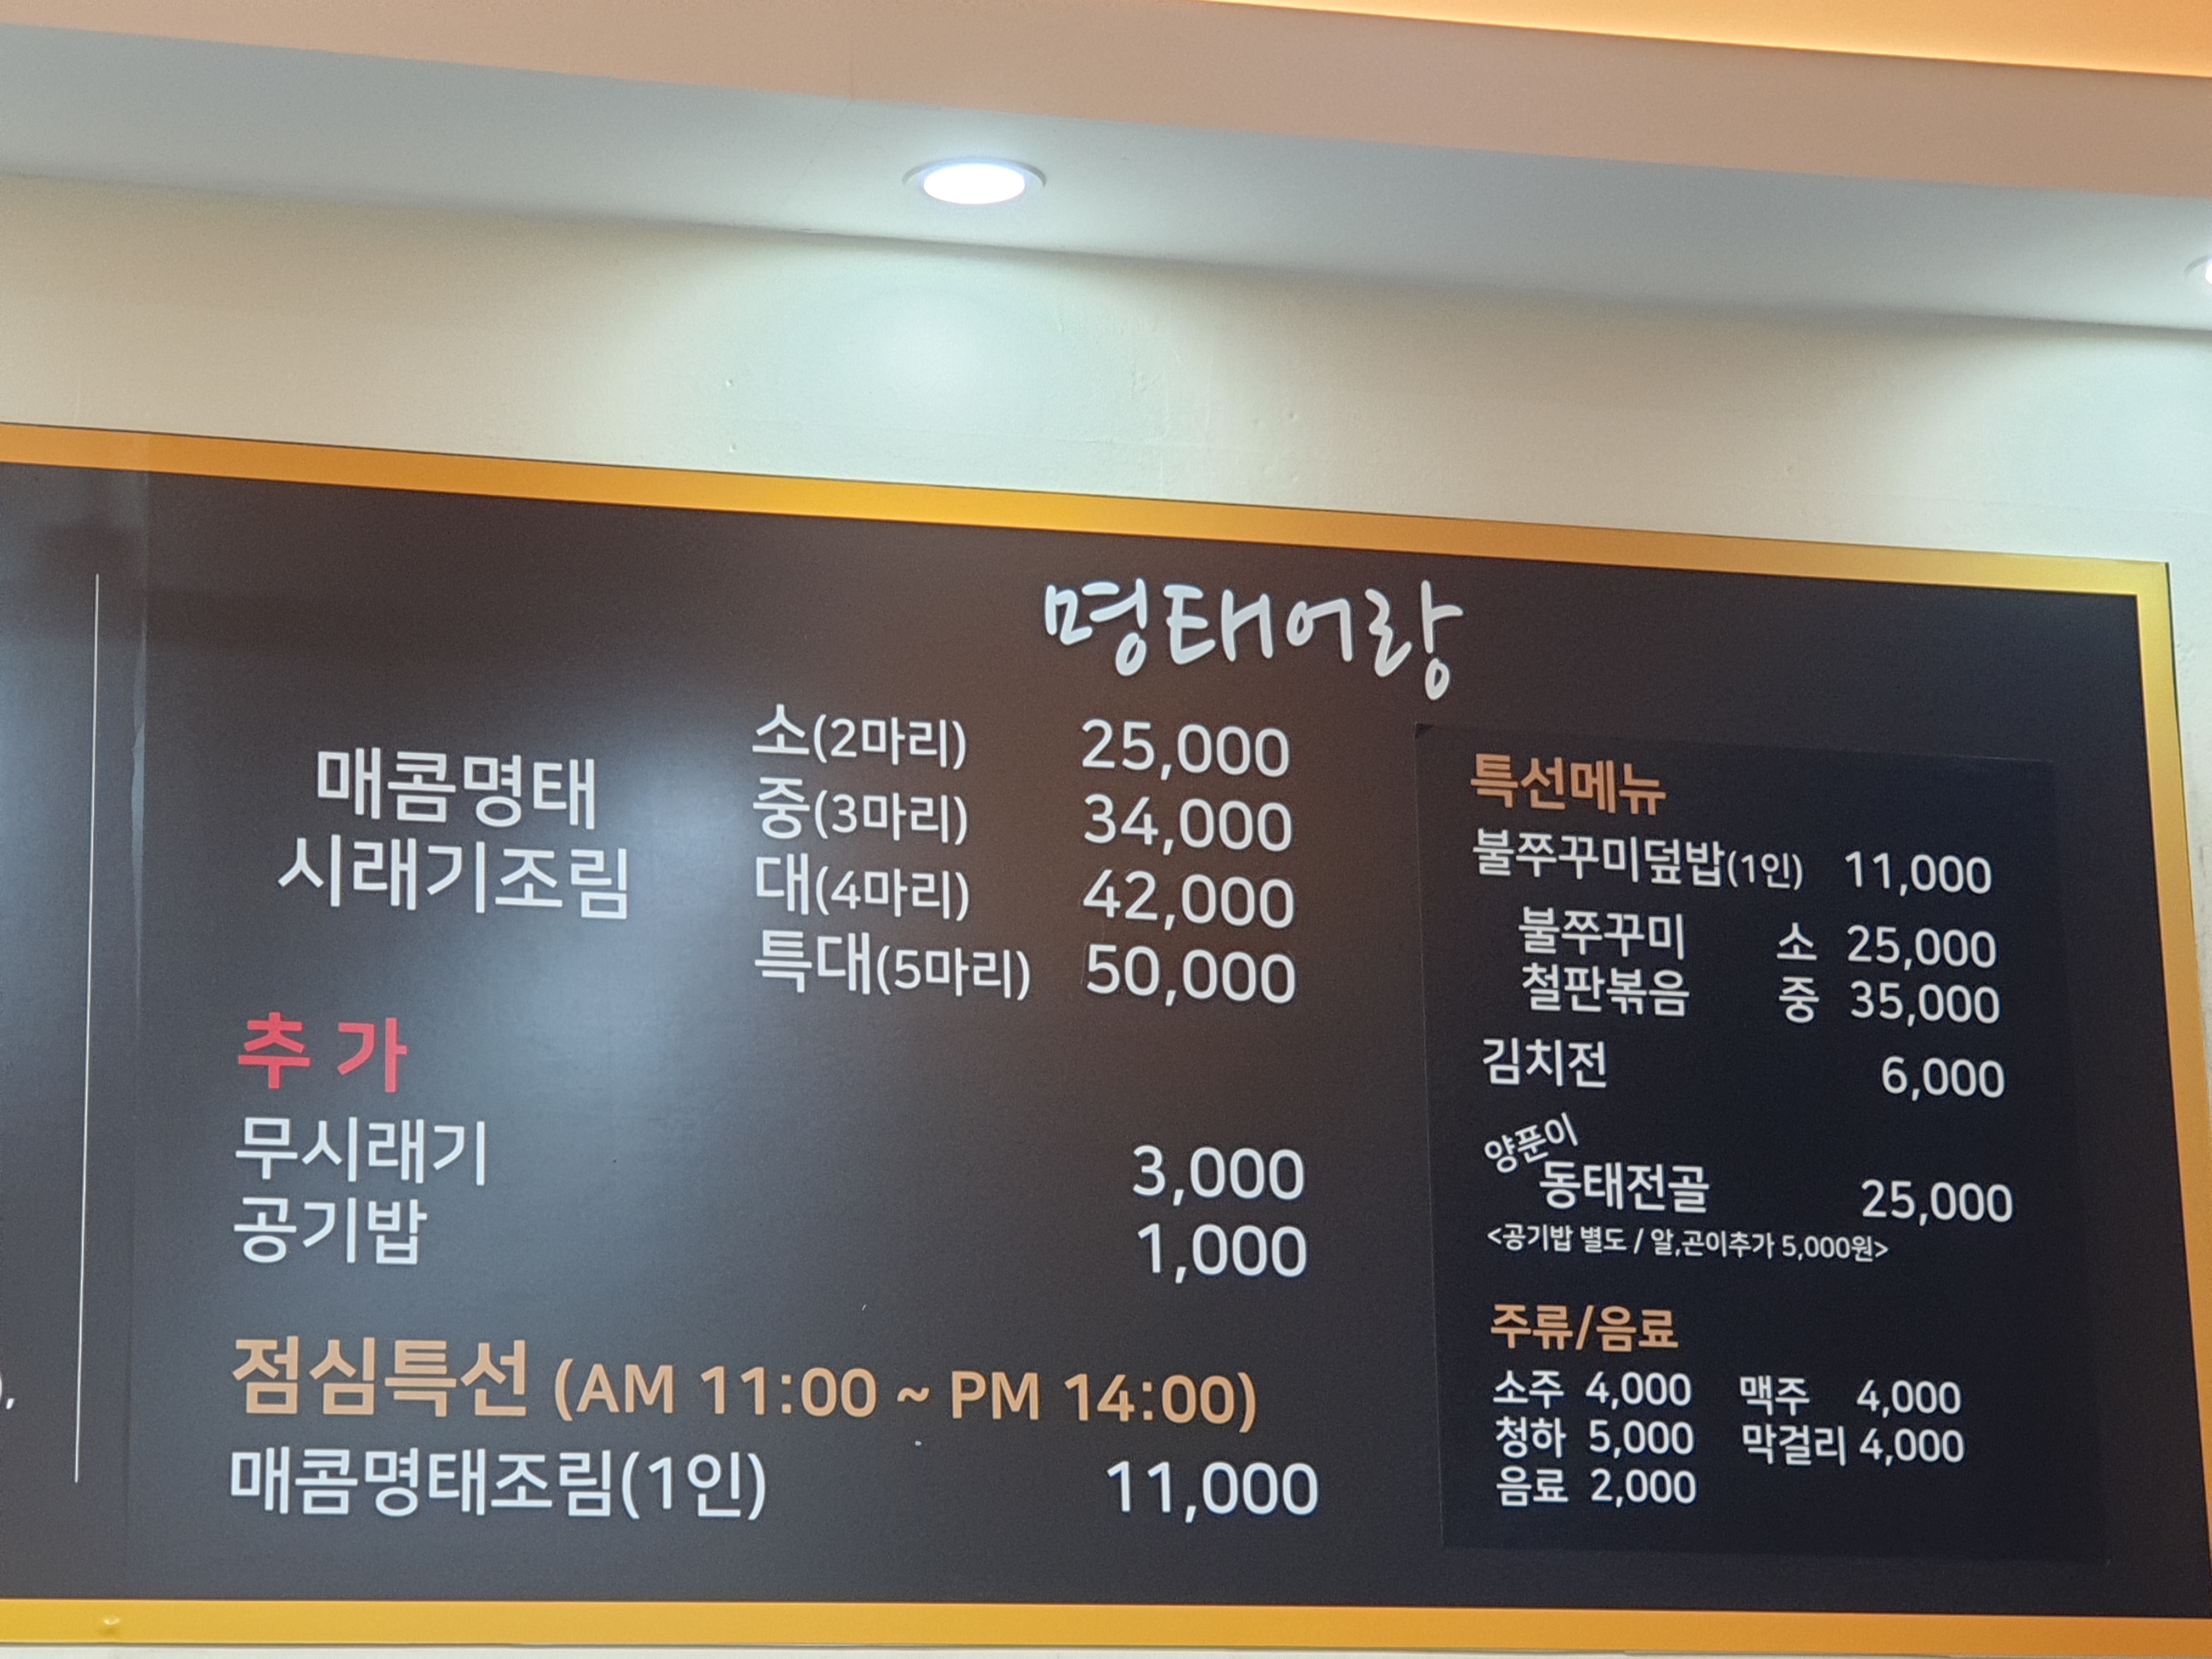 명태어랑
매콤명태
시래기조림
소(2마리) 25,000
중(3마리) 34,000
대(4마리) 42,000
특대(5마리) 50,000
추가
무시래기 3,000
공기밥 1,000
점심특선 (AM 11:00 ~ PM 14:00)
매콤명태조림(1인) 11,000
특선메뉴
불쭈꾸미덮밥(1인) 11,000
불쭈꾸미 소 25,000
철판볶음 중 35,000
김치전 6,000
양푼이
동태전골 25,000
<공기밥 별도 / 알,곤이추가 5,000원>
주류/음료
소주 4,000 맥주 4,000
청하 5,000 막걸리 4,000
음료 2,000